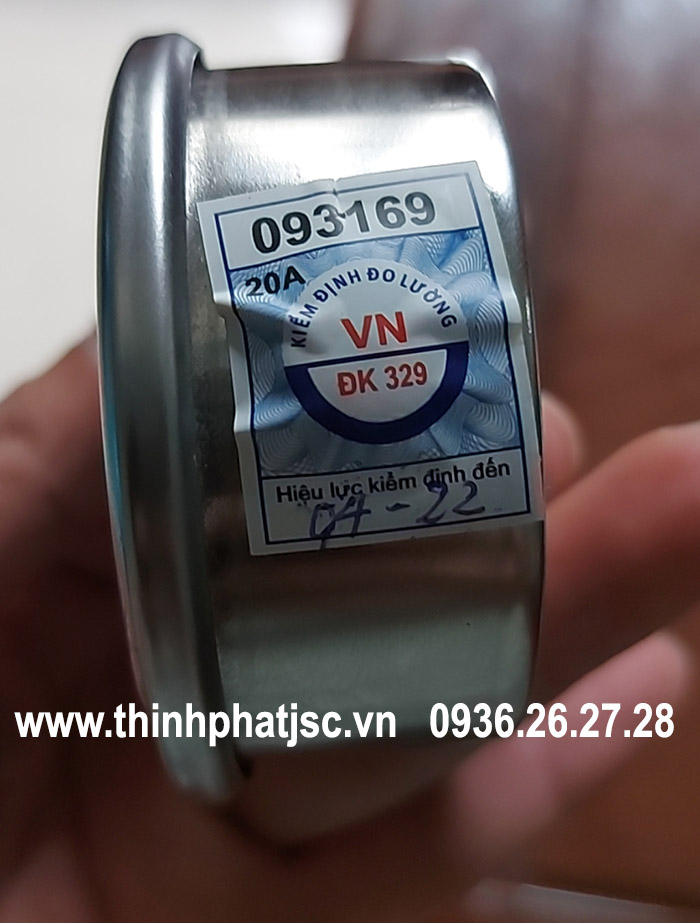 093169
20A
KIỂM ĐỊNH ĐO LƯỜNG
VN
ĐK 329
Hiệu lực kiểm định đến
04-22
www.thinhphatjsc.vn 0936.26.27.28